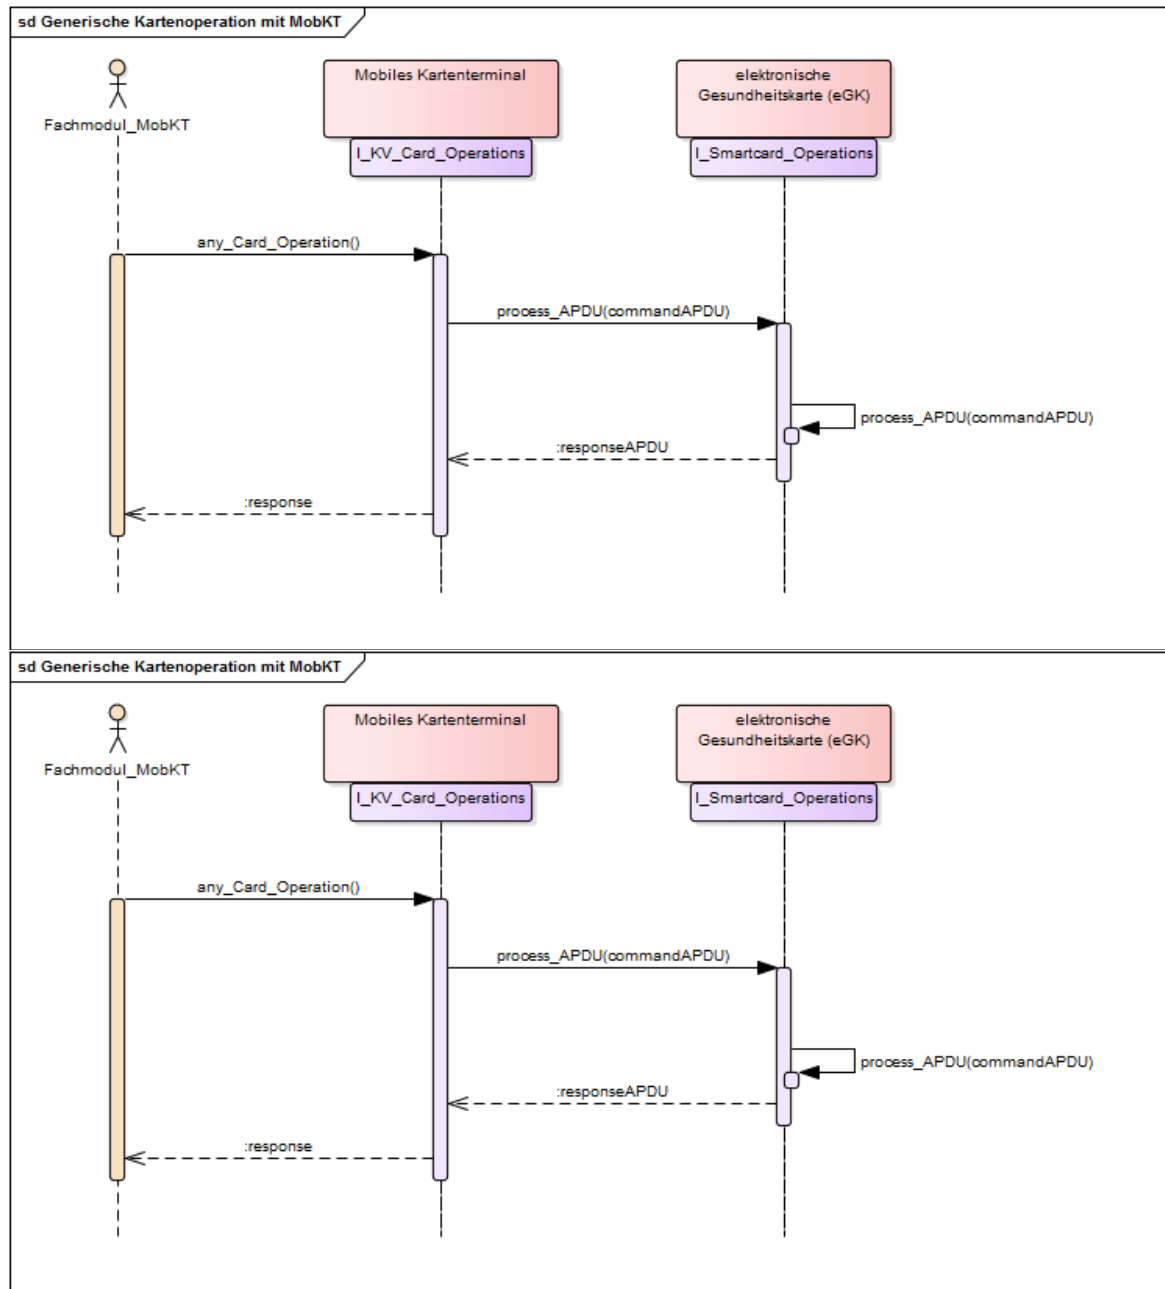 sd Generische Kartenoperation mit MobKT
Fachmodul_MobKT
Mobiles Kartenterminal
I_KV_Card_Operations
elektronische
Gesundheitskarte (eGK)
I_Smartcard_Operations
any_Card_Operation()
process_APDU(commandAPDU)
process_APDU(commandAPDU)
:responseAPDU
:response
sd Generische Kartenoperation mit MobKT
Fachmodul_MobKT
Mobiles Kartenterminal
I_KV_Card_Operations
elektronische
Gesundheitskarte (eGK)
I_Smartcard_Operations
any_Card_Operation()
process_APDU(commandAPDU)
process_APDU(commandAPDU)
:responseAPDU
:response